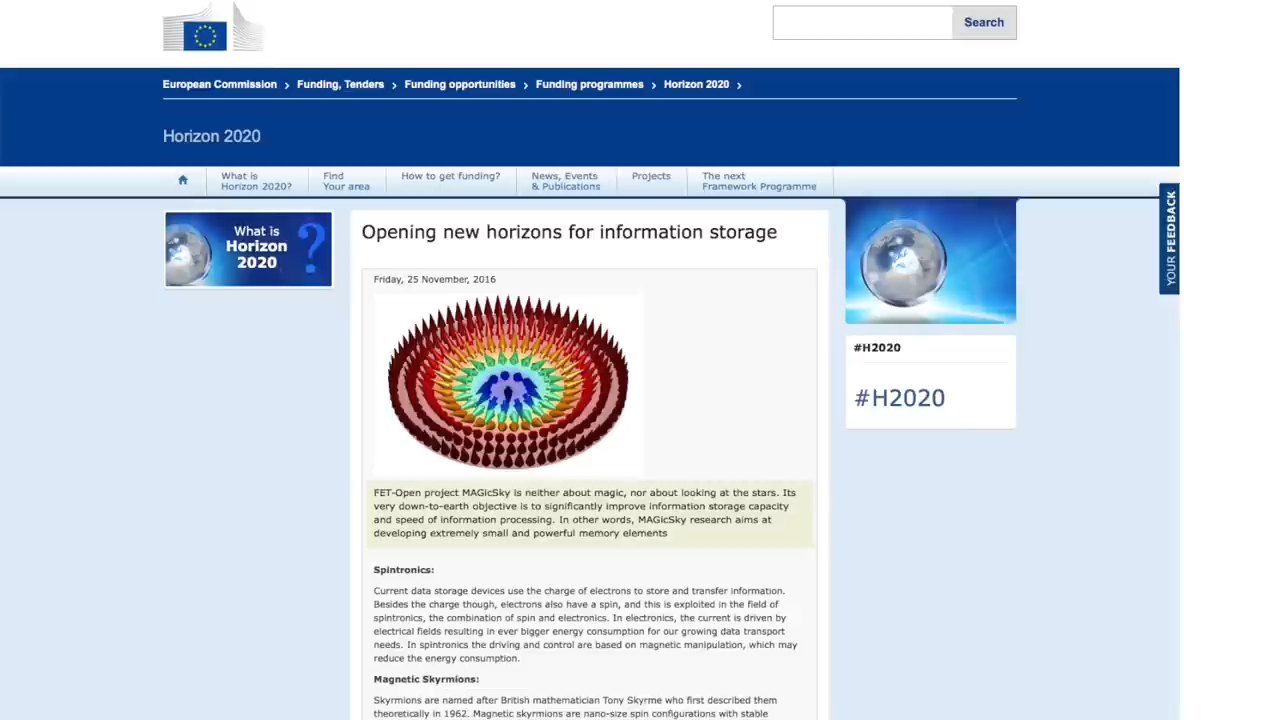 Search
European Commission > Funding, Tenders > Funding opportunities > Funding programmes > Horizon 2020 >
Horizon 2020
What is
Horizon 2020?
Find
Your area
How to get funding?
News, Events
& Publications
Projects
The next
Framework Programme
YOUR FEEDBACK
What is
Horizon
2020
?
Opening new horizons for information storage
Friday, 25 November, 2016
FET-Open project MAGicSky is neither about magic, nor about looking at the stars. Its
very down-to-earth objective is to significantly improve information storage capacity
and speed of information processing. In other words, MAGicSky research aims at
developing extremely small and powerful memory elements
Spintronics:
Current data storage devices use the charge of electrons to store and transfer information.
Besides the charge though, electrons also have a spin, and this is exploited in the field of
spintronics, the combination of spin and electronics. In electronics, the current is driven by
electrical fields resulting in ever bigger energy consumption for our growing data transport
needs. In spintronics the driving and control are based on magnetic manipulation, which may
reduce the energy consumption.
Magnetic Skyrmions:
Skyrmions are named after British mathematician Tony Skyrme who first described them
theoretically in 1962. Magnetic skyrmions are nano-size spin configurations with stable
#H2020
#H2020